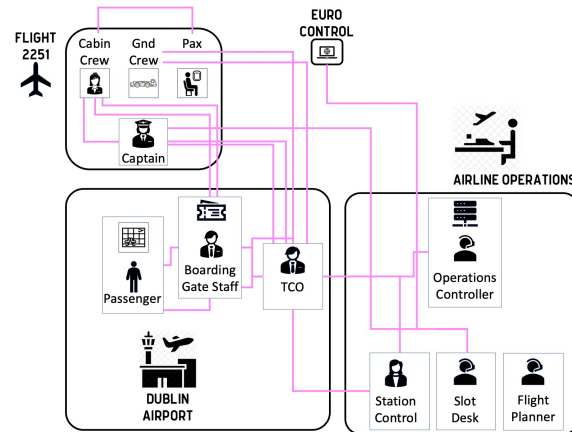 FLIGHT
2251
Cabin
Crew
Gnd
Crew
Pax
Captain
EURO
CONTROL
AIRLINE OPERATIONS
Passenger
Boarding
Gate Staff
TCO
Operations
Controller
DUBLIN
AIRPORT
Station
Control
Slot
Desk
Flight
Planner